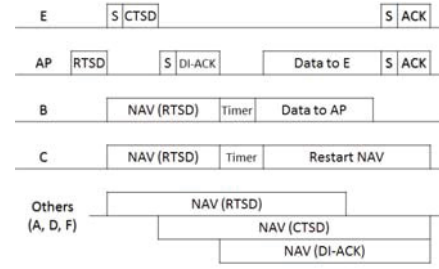 E S CTSD S ACK
AP RTSD S DI-ACK Data to E S ACK
B NAV (RTSD) Timer Data to AP
C NAV (RTSD) Timer Restart NAV
Others (A, D, F) NAV (RTSD)
NAV (CTSD)
NAV (DI-ACK)